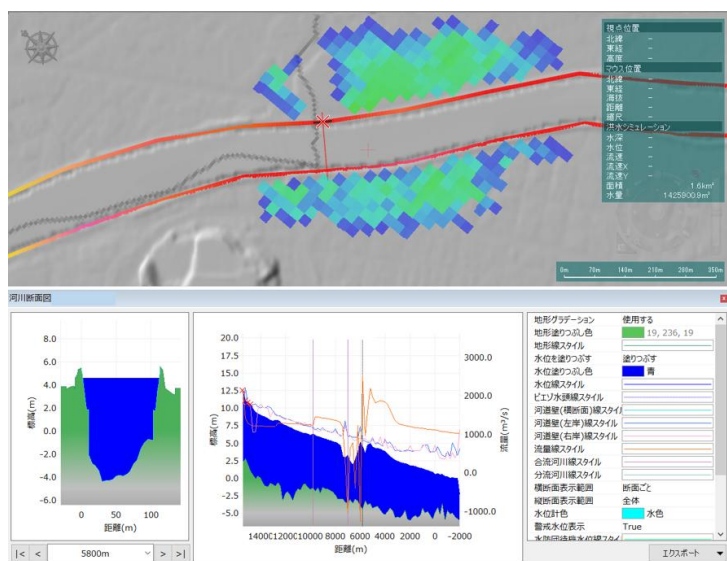 視点位置
北緯 −
東経 −
高度 −
マウス位置
北緯 −
東経 −
海抜 −
距離 −
縮尺 −
洪水シミュレーション
水深 −
水位 −
流速 −
流速X −
流速Y −
面積 1.6km²
水量 1425900.9m³
0m 70m 140m 210m 280m 350m
河川断面図
8.0
6.0
4.0
2.0
0.0
-2.0
-4.0
-6.0
標高(m)
0 50 100
距離(m)
|< < 5800m > >|
20.0
17.5
15.0
12.5
10.0
7.5
5.0
2.5
0.0
-2.5
-5.0
標高(m)
14000 12000 10000 8000 6000 4000 2000 0 -2000
距離(m)
3000.0
2000.0
1000.0
0.0
-1000.0
流量(m³/s)
地形グラデーション 使用する
地形塗りつぶし色 19, 236, 19
地形線スタイル
水位を塗りつぶす 塗りつぶす
水位塗りつぶし色 青
水位線スタイル
ピエゾ水頭線スタイル
河道壁(横断面)線スタイル
河道壁(左岸)線スタイル
河道壁(右岸)線スタイル
流量線スタイル
合流河川線スタイル
分流河川線スタイル
横断面表示範囲 断面ごと
縦断面表示範囲 全体
水位計色 水色
警戒水位表示 True
水防団待機水位線スタイ
エクスポート